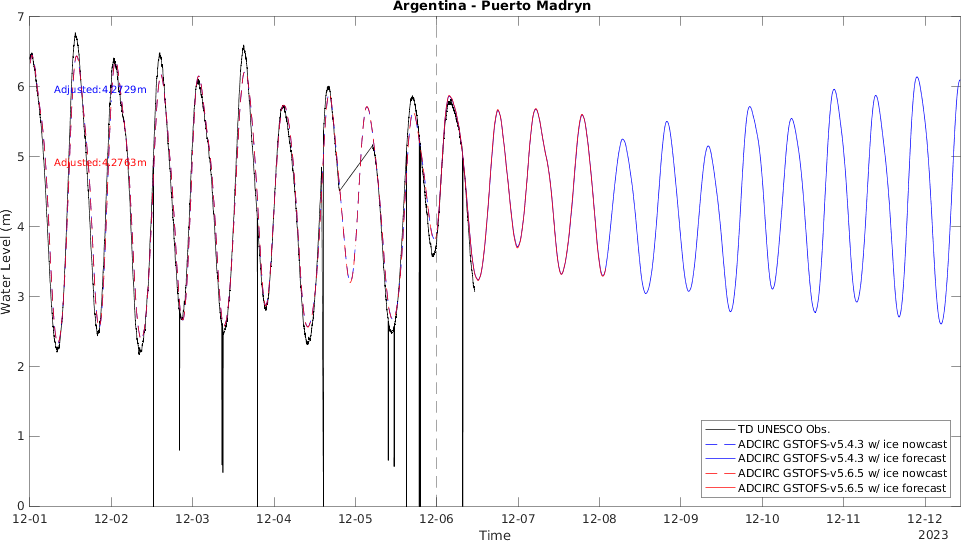 Argentina - Puerto Madryn
Water Level (m)
7
6
5
4
3
2
1
0
Adjusted:4.2729m
Adjusted:4.2763m
TD UNESCO Obs.
ADCIRC GSTOFS-v5.4.3 w/ ice nowcast
ADCIRC GSTOFS-v5.4.3 w/ ice forecast
ADCIRC GSTOFS-v5.6.5 w/ ice nowcast
ADCIRC GSTOFS-v5.6.5 w/ ice forecast
12-01 12-02 12-03 12-04 12-05 12-06 12-07 12-08 12-09 12-10 12-11 12-12
Time
2023